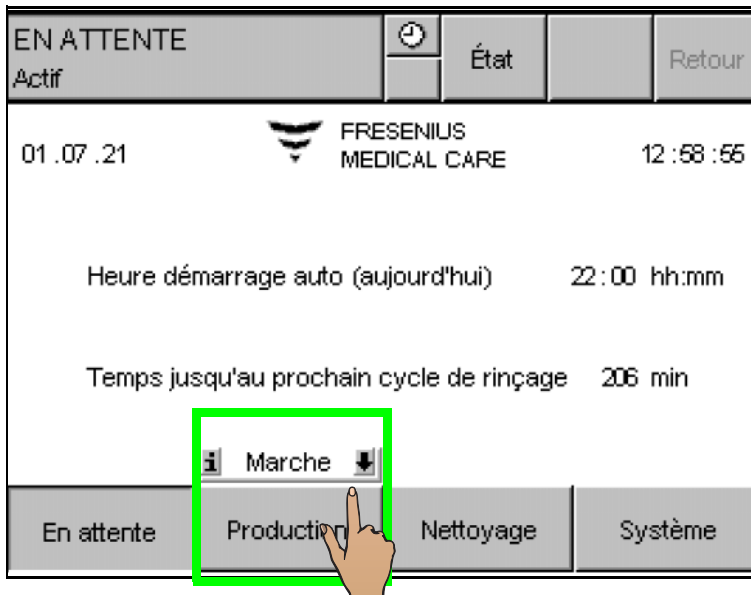 EN ATTENTE
Actif
État
Retour
01.07.21
FRESENIUS
MEDICAL CARE
12:58:55
Heure démarrage auto (aujourd'hui) 22:00 hh:mm
Temps jusqu'au prochain cycle de rinçage 206 min
i Marche
En attente
Production
Nettoyage
Système